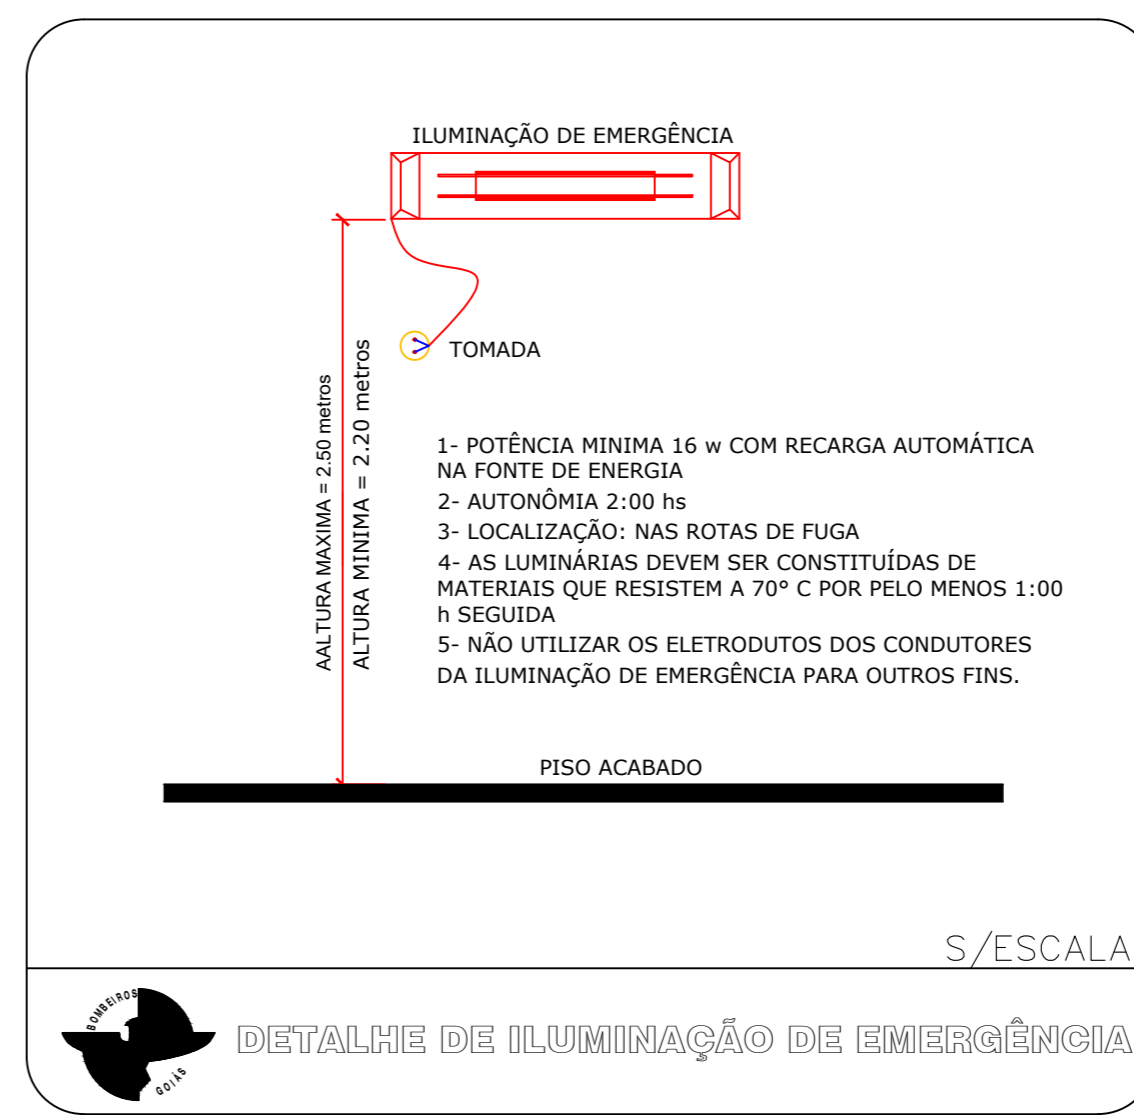 ILUMINAÇÃO DE EMERGÊNCIA
TOMADA
AALTURA MAXIMA = 2.50 metros
ALTURA MINIMA = 2.20 metros
1- POTÊNCIA MINIMA 16 w COM RECARGA AUTOMÁTICA
NA FONTE DE ENERGIA
2- AUTONÔMIA 2:00 hs
3- LOCALIZAÇÃO: NAS ROTAS DE FUGA
4- AS LUMINÁRIAS DEVEM SER CONSTITUÍDAS DE
MATERIAIS QUE RESISTEM A 70° C POR PELO MENOS 1:00
h SEGUIDA
5- NÃO UTILIZAR OS ELETRODUTOS DOS CONDUTORES
DA ILUMINAÇÃO DE EMERGÊNCIA PARA OUTROS FINS.
PISO ACABADO
S/ESCALA
BOMBEIROS
GOIÀS
DETALHE DE ILUMINAÇÃO DE EMERGÊNCIA